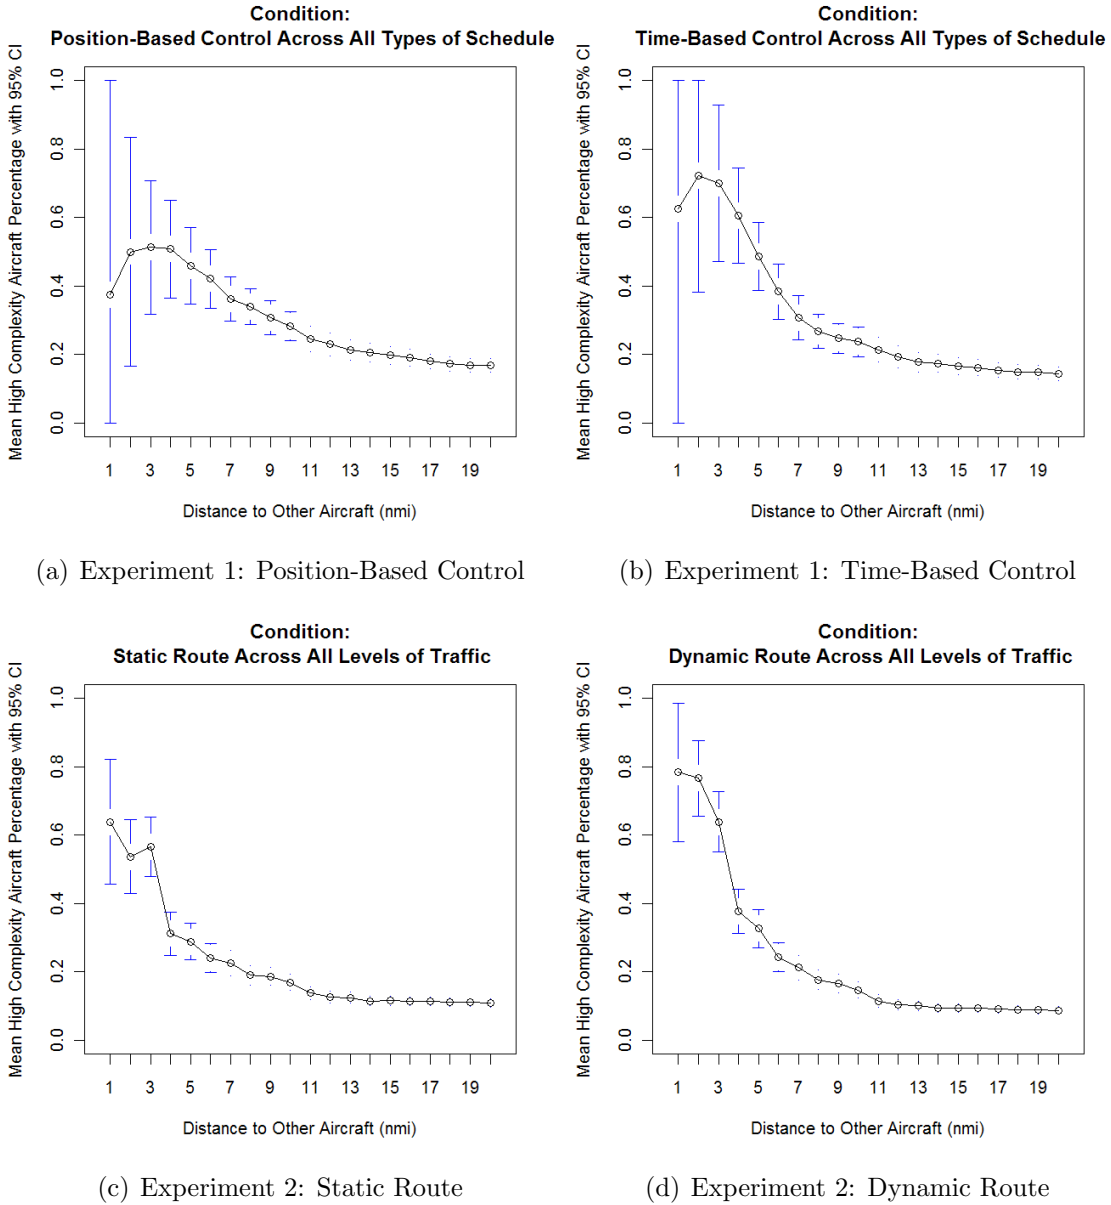 Condition:
Position-Based Control Across All Types of Schedule
Mean High Complexity Aircraft Percentage with 95% CI
1.0
0.8
0.6
0.4
0.2
0.0
1 3 5 7 9 11 13 15 17 19
Distance to Other Aircraft (nmi)
(a) Experiment 1: Position-Based Control
Condition:
Time-Based Control Across All Types of Schedule
Mean High Complexity Aircraft Percentage with 95% CI
1.0
0.8
0.6
0.4
0.2
0.0
1 3 5 7 9 11 13 15 17 19
Distance to Other Aircraft (nmi)
(b) Experiment 1: Time-Based Control
Condition:
Static Route Across All Levels of Traffic
Mean High Complexity Aircraft Percentage with 95% CI
1.0
0.8
0.6
0.4
0.2
0.0
1 3 5 7 9 11 13 15 17 19
Distance to Other Aircraft (nmi)
(c) Experiment 2: Static Route
Condition:
Dynamic Route Across All Levels of Traffic
Mean High Complexity Aircraft Percentage with 95% CI
1.0
0.8
0.6
0.4
0.2
0.0
1 3 5 7 9 11 13 15 17 19
Distance to Other Aircraft (nmi)
(d) Experiment 2: Dynamic Route